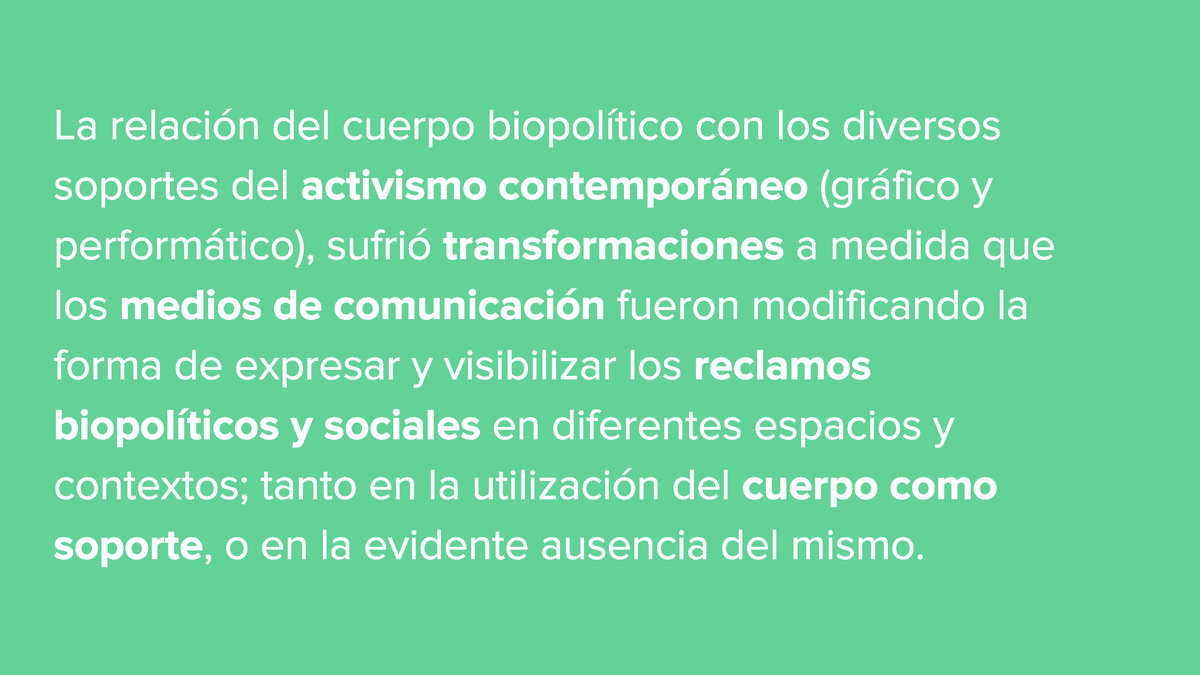 La relación del cuerpo biopolítico con los diversos
soportes del activismo contemporáneo (gráfico y
performático), sufrió transformaciones a medida que
los medios de comunicación fueron modificando la
forma de expresar y visibilizar los reclamos
biopolíticos y sociales en diferentes espacios y
contextos; tanto en la utilización del cuerpo como
soporte, o en la evidente ausencia del mismo.